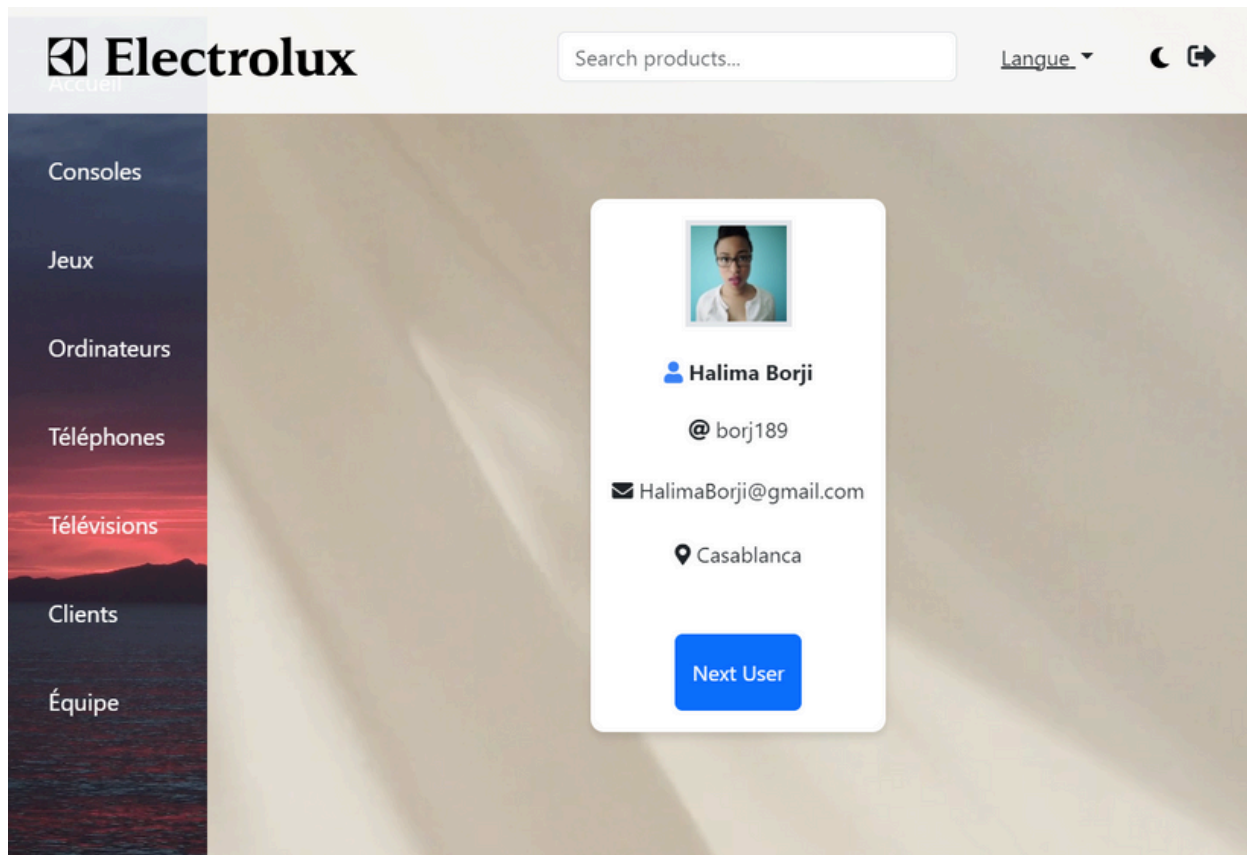 Electrolux
Search products...
Langue
Accueil
Consoles
Jeux
Ordinateurs
Téléphones
Télévisions
Clients
Équipe
Halima Borji
@ borj189
HalimaBorji@gmail.com
Casablanca
Next User